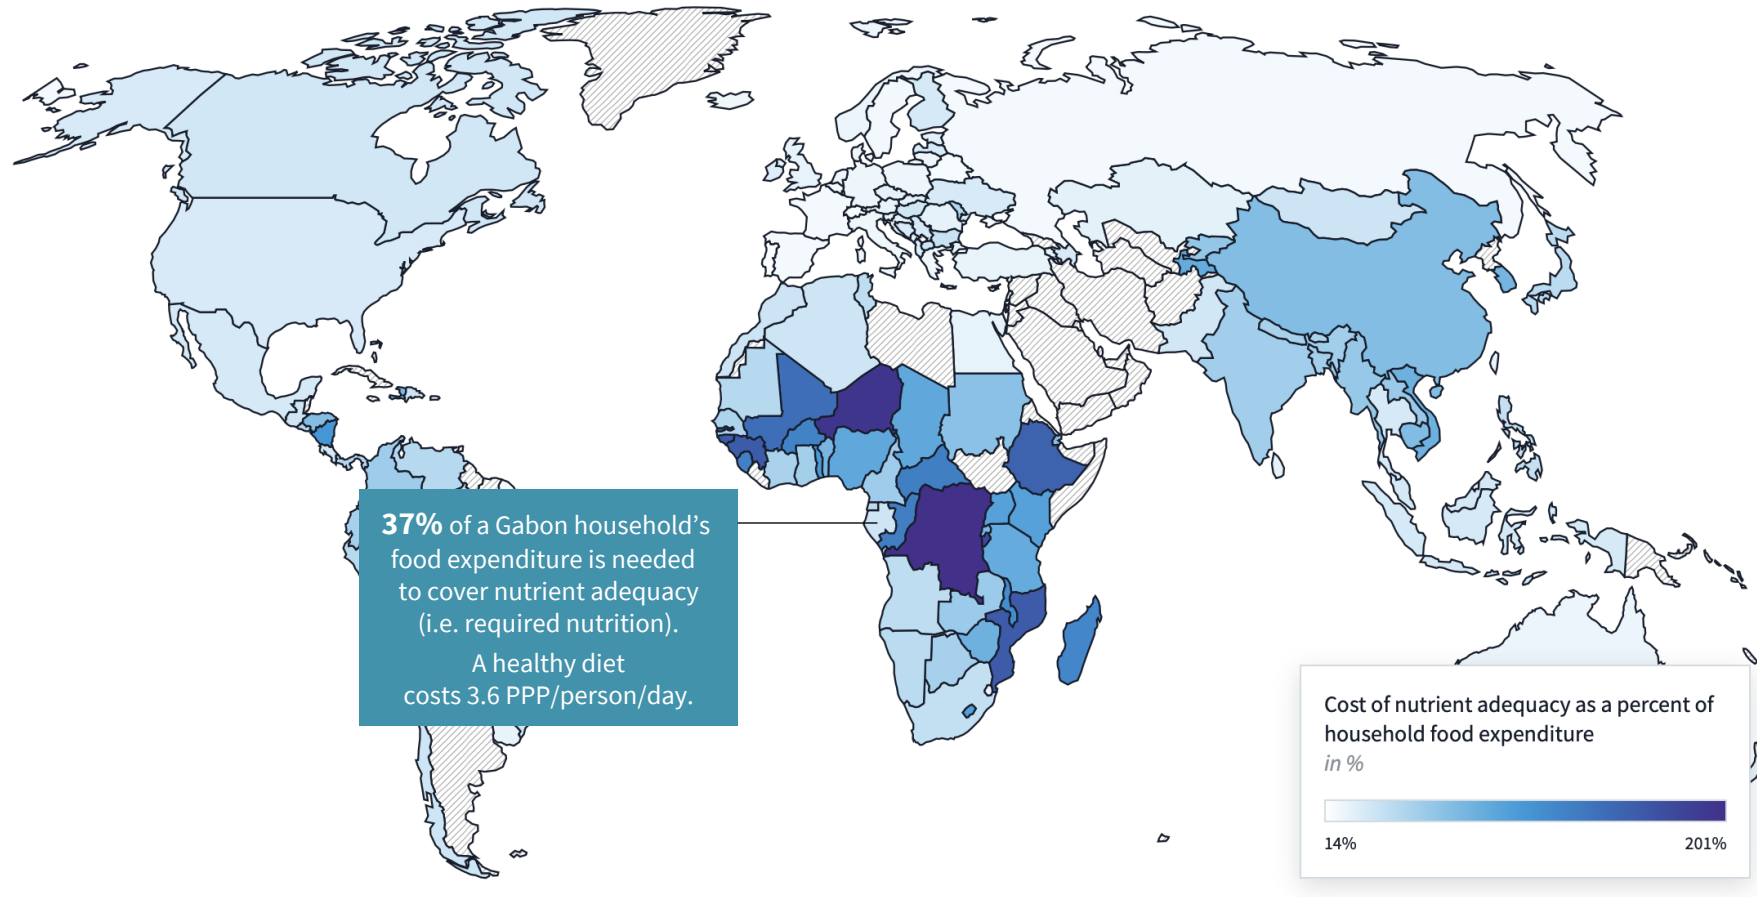 37% of a Gabon household's
food expenditure is needed
to cover nutrient adequacy
(i.e. required nutrition).
A healthy diet
costs 3.6 PPP/person/day.
Cost of nutrient adequacy as a percent of
household food expenditure
in %
14%
201%